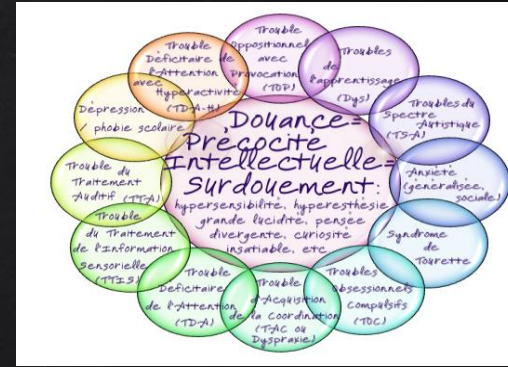 Trouble
Oppositionnel
avec
Provocation
(TOP)
Troubles
de
l'apprentissage
(Dys)
Troubles du
Spectre
Autistique
(TSA)
Anxiété
(généralisée,
sociale)
Syndrome
de
Tourette
Troubles
Obsessionnels
Compulsifs
(TOC)
Trouble
d'Acquisition
de la Coordination
(TAC ou
Dyspraxie)
Trouble
Déficitaire
de l'Attention
(TDA)
Trouble
du Traitement
de l'Information
Sensorielle
(TTIS)
Trouble du
Traitement
Auditif (TTA)
Dépression
/ phobie scolaire
Trouble
Déficitaire de
l'Attention
avec
Hyperactivité
(TDA-H)
Douance=
Précocité
Intellectuelle=
Surdouement:
hypersensibilité, hyperesthésie
grande lucidité, pensée
divergente, curiosité
insatiable, etc